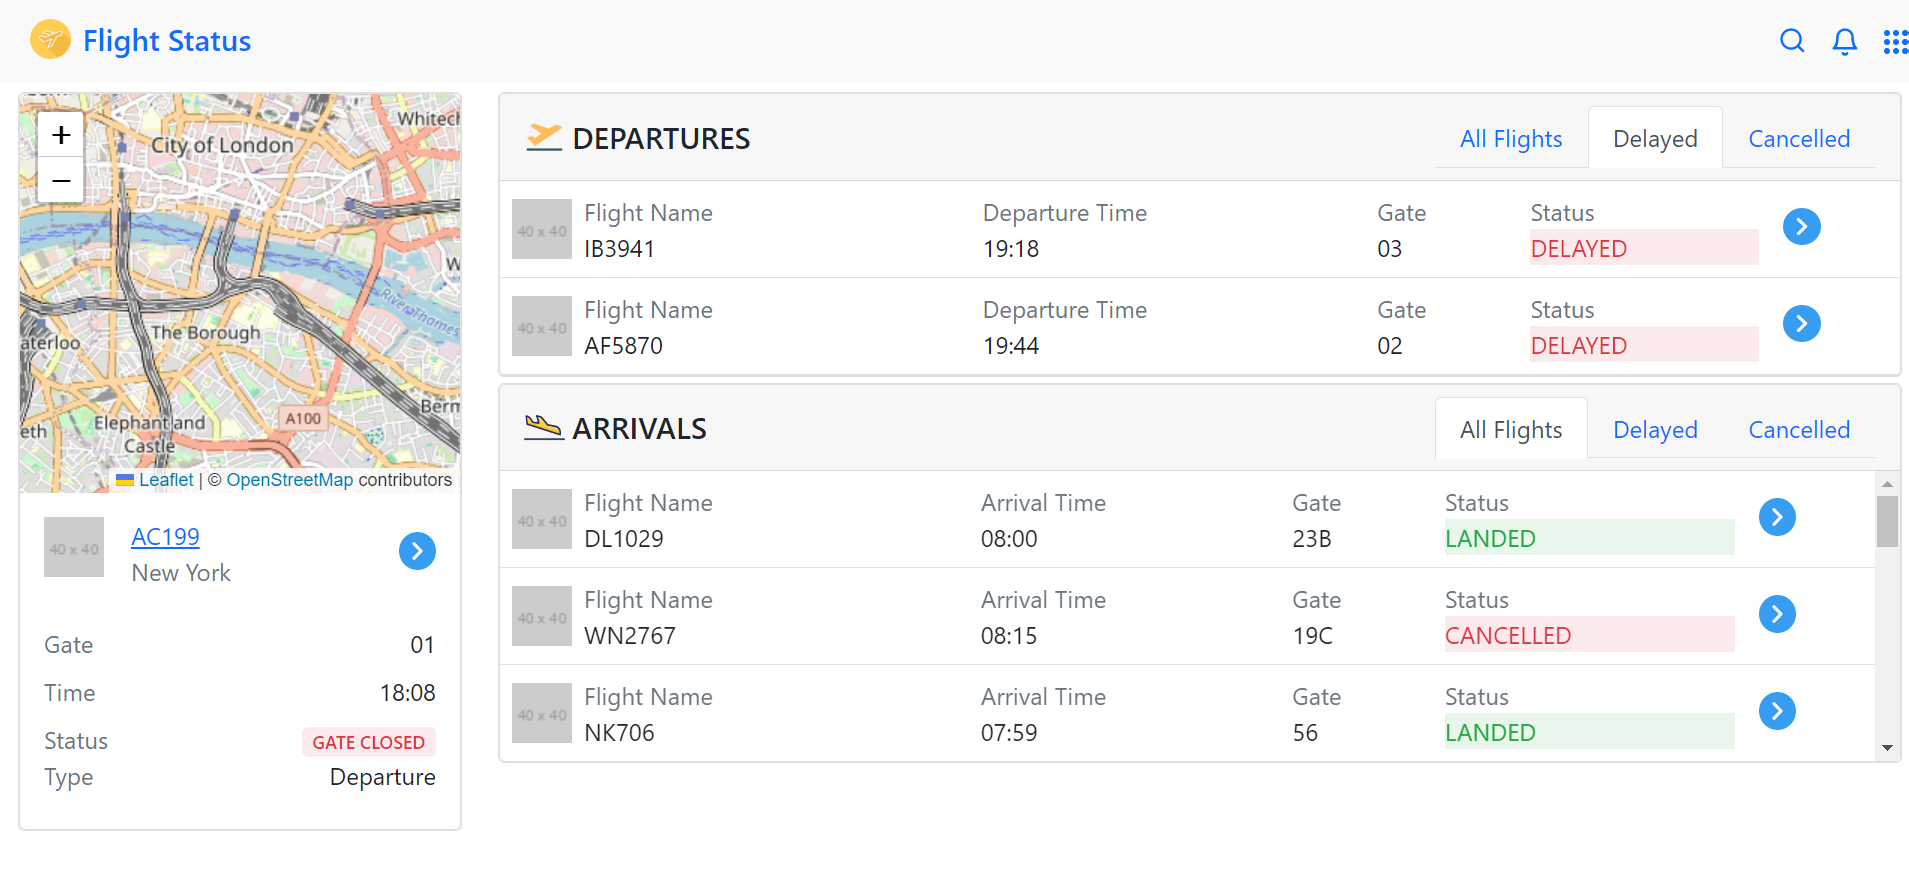 Flight Status
Whitech
City of London
+
−
River Thames
The Borough
aterloo
Berm
A100
Elephant and
Castle
eth
Leaflet | © OpenStreetMap contributors
40 x 40
AC199
New York
Gate 01
Time 18:08
Status GATE CLOSED
Type Departure
DEPARTURES All Flights Delayed Cancelled
40 x 40
Flight Name Departure Time Gate Status
IB3941 19:18 03 DELAYED
40 x 40
Flight Name Departure Time Gate Status
AF5870 19:44 02 DELAYED
ARRIVALS All Flights Delayed Cancelled
40 x 40
Flight Name Arrival Time Gate Status
DL1029 08:00 23B LANDED
40 x 40
Flight Name Arrival Time Gate Status
WN2767 08:15 19C CANCELLED
40 x 40
Flight Name Arrival Time Gate Status
NK706 07:59 56 LANDED